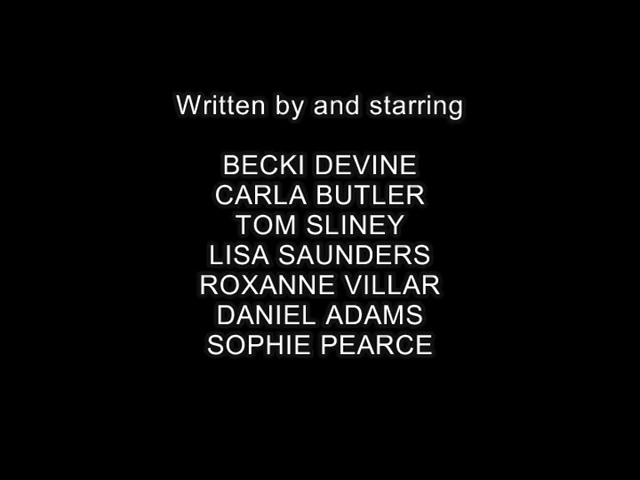 Written by and starring
BECKI DEVINE
CARLA BUTLER
TOM SLINEY
LISA SAUNDERS
ROXANNE VILLAR
DANIEL ADAMS
SOPHIE PEARCE